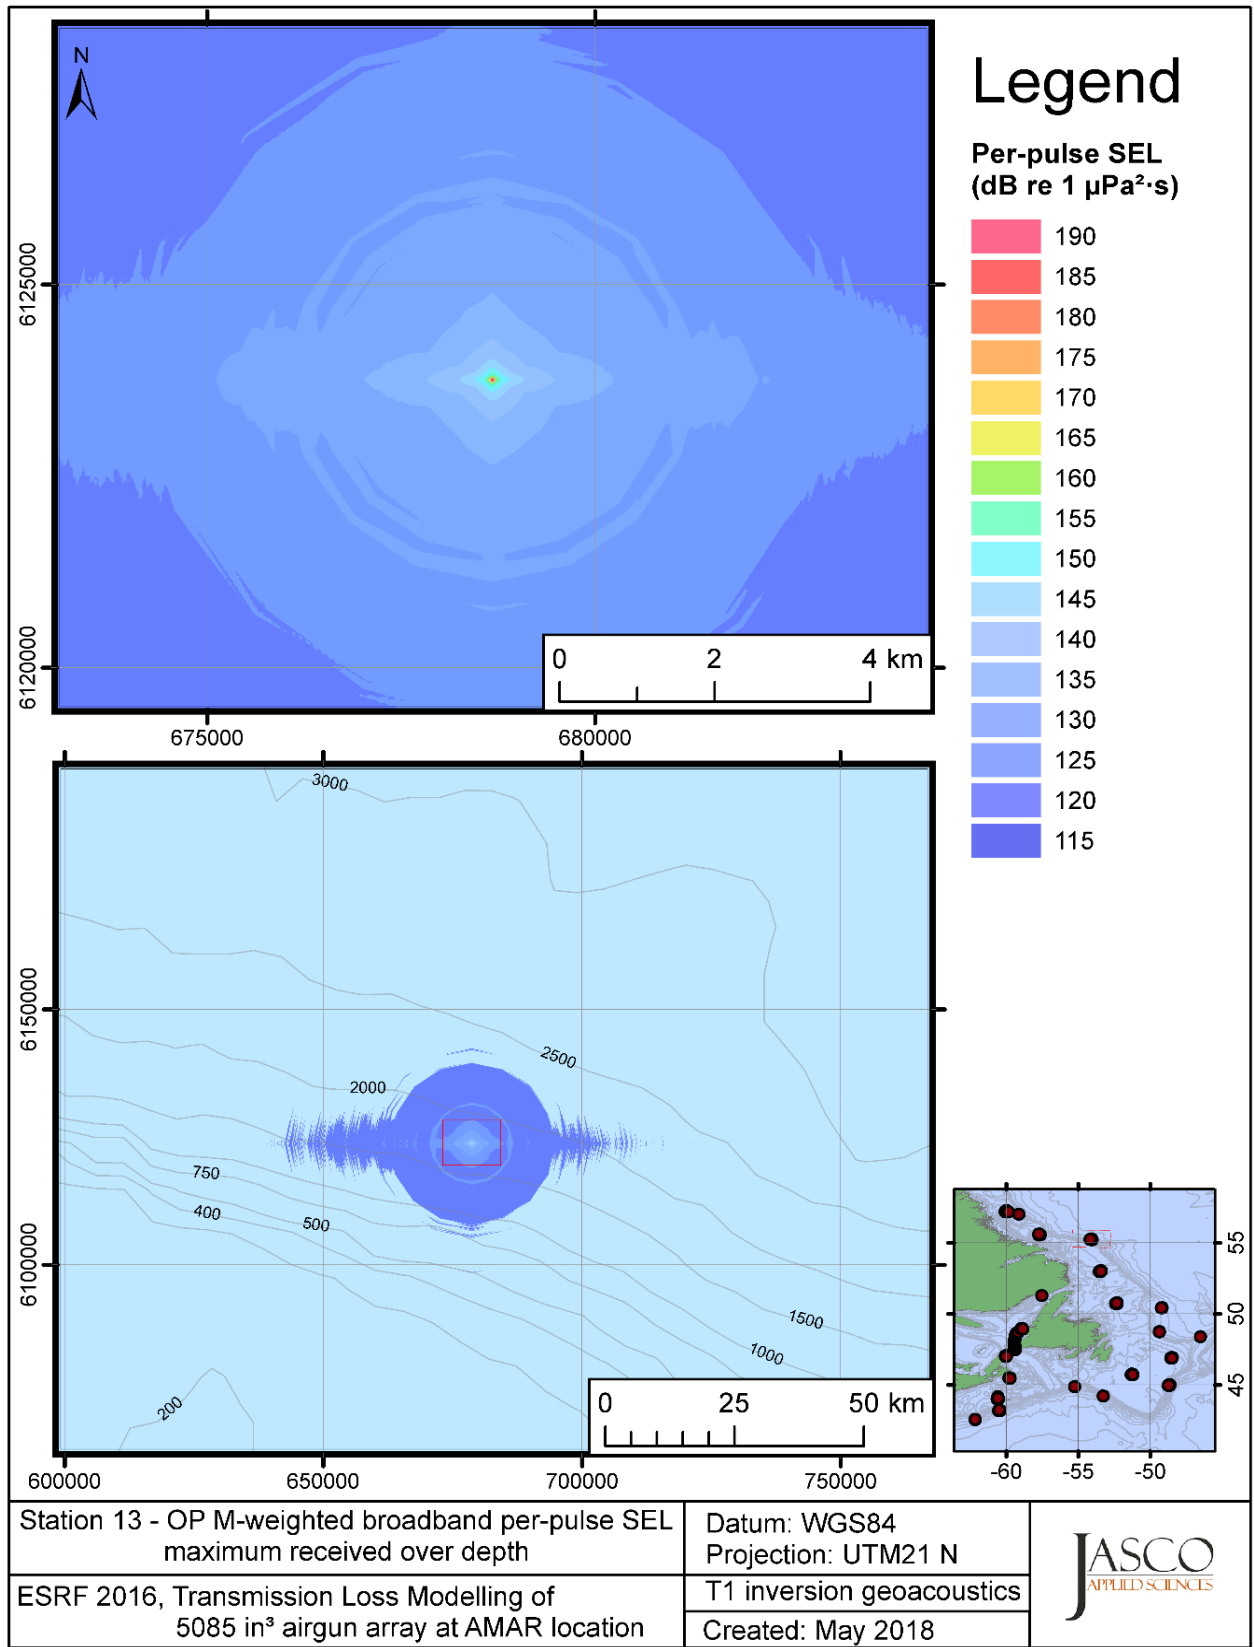 N
6125000
6120000
0 2 4 km
675000 680000
Legend
Per-pulse SEL
(dB re 1 µPa²·s)
190
185
180
175
170
165
160
155
150
145
140
135
130
125
120
115
3000
2500
2000
750
400
500
1500
1000
200
6150000
6100000
0 25 50 km
600000 650000 700000 750000
55
50
45
-60 -55 -50
Station 13 - OP M-weighted broadband per-pulse SEL
maximum received over depth
ESRF 2016, Transmission Loss Modelling of
5085 in³ airgun array at AMAR location
Datum: WGS84
Projection: UTM21 N
T1 inversion geoacoustics
Created: May 2018
JASCO
APPLIED SCIENCES